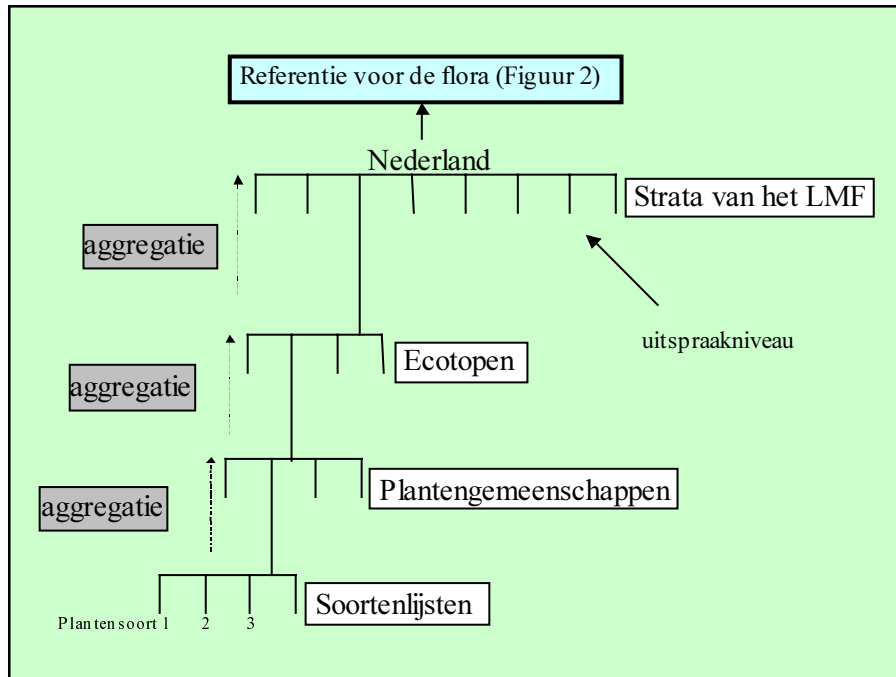 Referentie voor de flora (Figuur 2)
Nederland
Strata van het LMF
aggregatie
uitspraakniveau
Ecotopen
aggregatie
Plantengemeenschappen
aggregatie
Soortenlijsten
Plantensoort 1 2 3